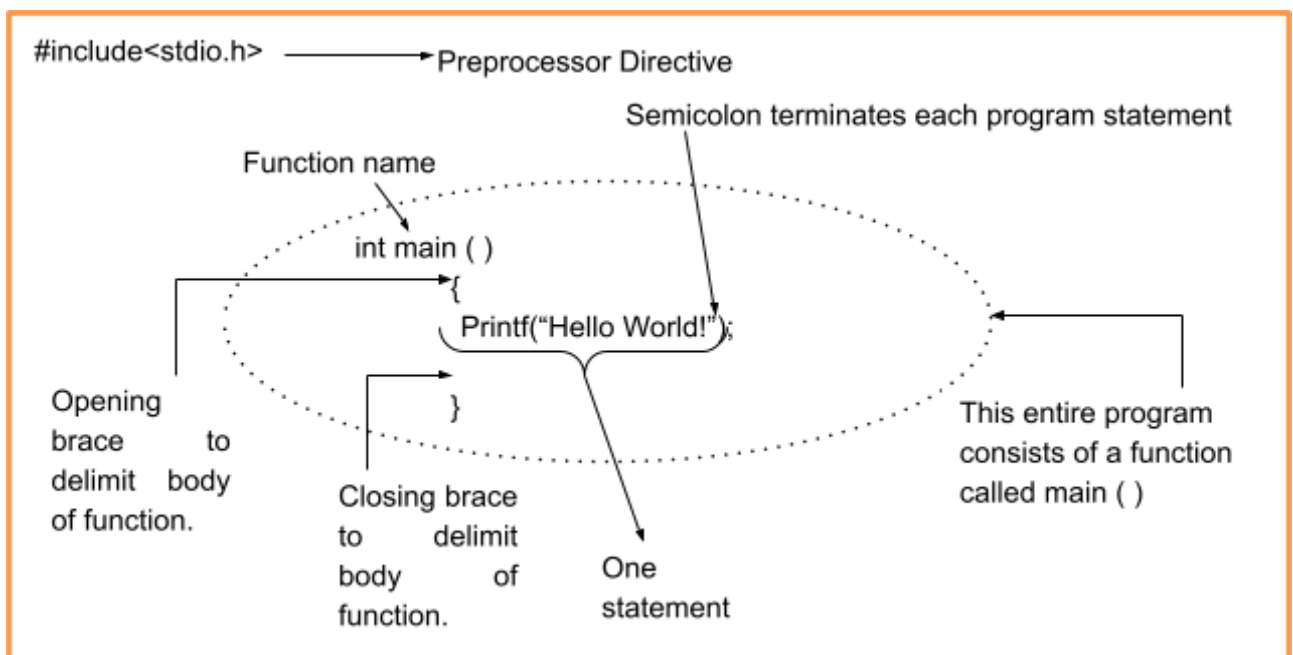 #include<stdio.h>
Preprocessor Directive
Semicolon terminates each program statement
Function name
int main ( )
{
Printf(“Hello World!”);
}
Opening
brace to
delimit body
of function.
Closing brace
to delimit
body of
function.
One
statement
This entire program
consists of a function
called main ( )